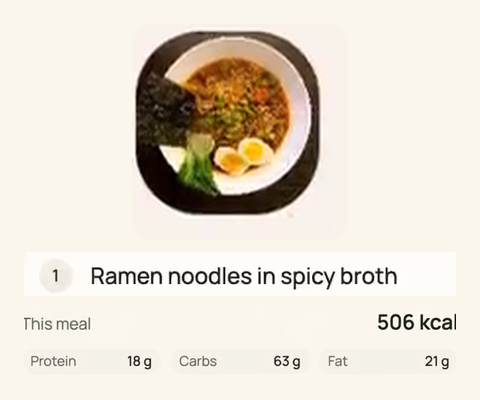 1 Ramen noodles in spicy broth
This meal 506 kcal
Protein 18 g Carbs 63 g Fat 21 g